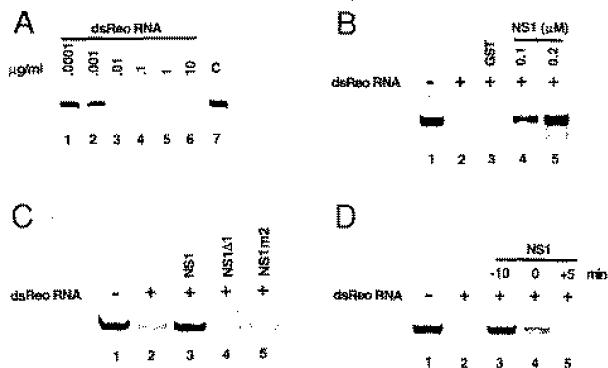 A
dsReo RNA
μg/ml .0001 .001 .01 .1 1 10 C
1 2 3 4 5 6 7
B
NS1 (μM)
GST 0.1 0.2
dsReo RNA - + + + +
1 2 3 4 5
C
NS1 NS1Δ1 NS1m2
dsReo RNA - + + + +
1 2 3 4 5
D
NS1
-10 0 +5 min
dsReo RNA - + + + +
1 2 3 4 5